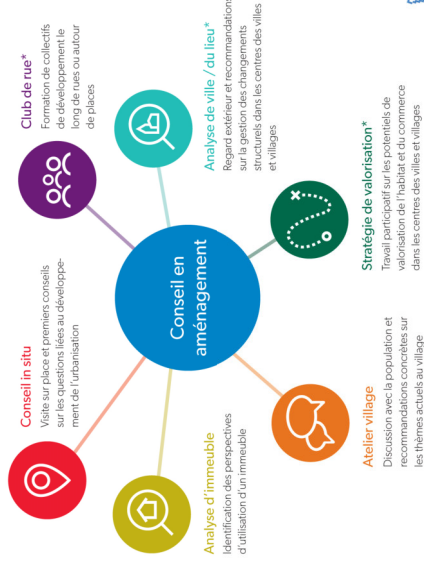 Conseil in situ
Visite sur place et premiers conseils
sur les questions liées au développe-
ment de l'urbanisation
Club de rue*
Formation de collectifs
de développement le
long de rues ou autour
de places
Analyse d'immeuble
Identification des perspectives
d'utilisation d'un immeuble
Conseil en
aménagement
Analyse de ville / du lieu*
Regard extérieur et recommandations
sur la gestion des changements
structurels dans les centres des villes
et villages
Atelier village
Discussion avec la population et
recommandations concrètes sur
les thèmes actuels au village
Stratégie de valorisation*
Travail participatif sur les potentiels de
valorisation de l'habitat et du commerce
dans les centres des villes et villages